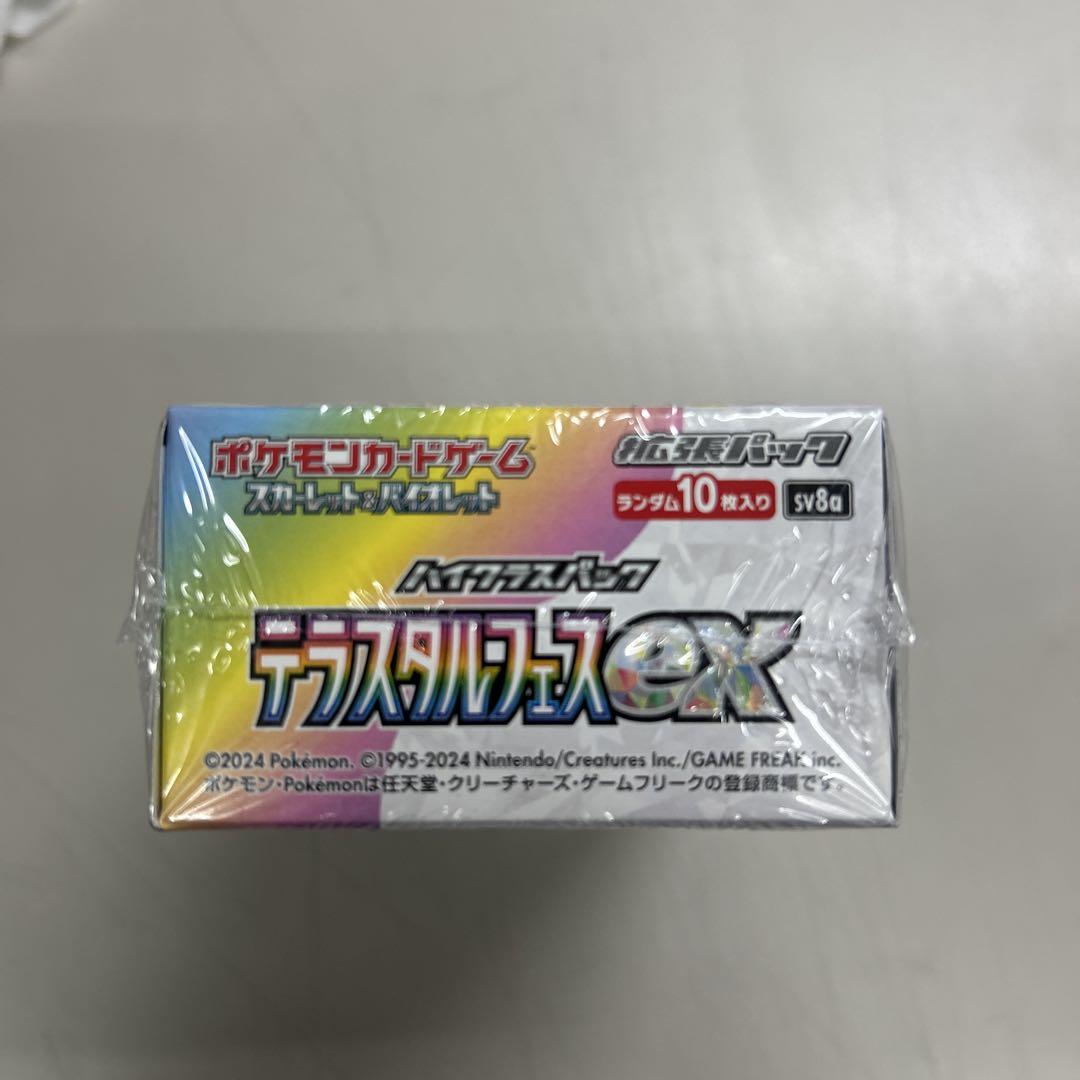 ポケモンカードゲーム
スカーレット&バイオレット
拡張パック
ランダム10枚入り sv8a
ハイクラスパック
テラスタルフェスex
©2024 Pokémon. ©1995-2024 Nintendo/Creatures Inc./GAME FREAK inc.
ポケモン・Pokémonは任天堂・クリーチャーズ・ゲームフリークの登録商標です。